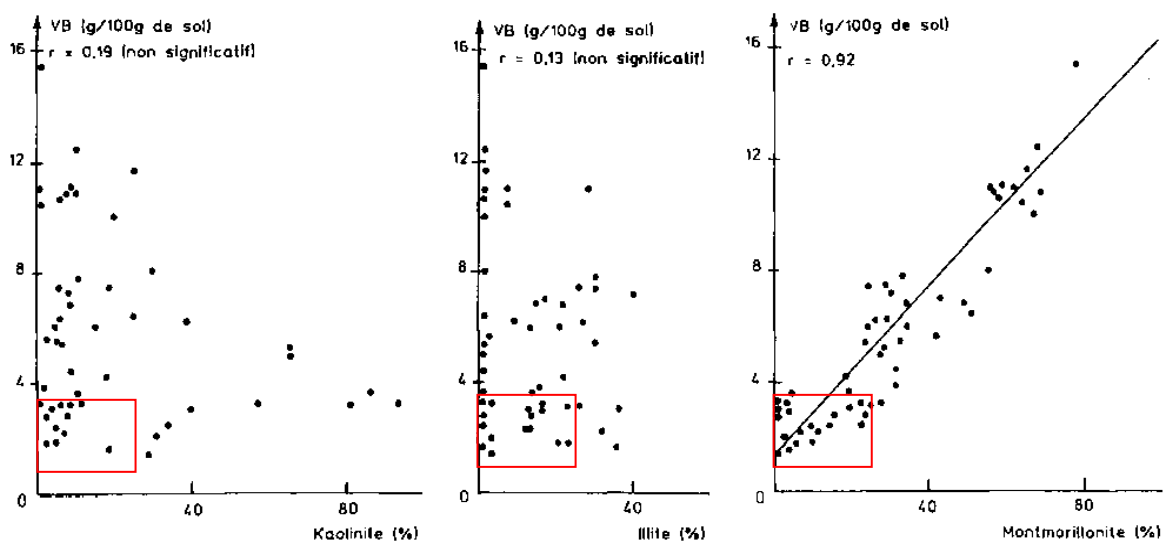 VB (g/100g de sol)
r = 0,19 (non significatif)
16
12
8
4
0
40
80
Kaolinite (%)
VB (g/100g de sol)
r = 0,13 (non significatif)
16
12
8
4
0
40
Illite (%)
VB (g/100g de sol)
r = 0,92
16
12
8
4
0
40
80
Montmorillonite (%)